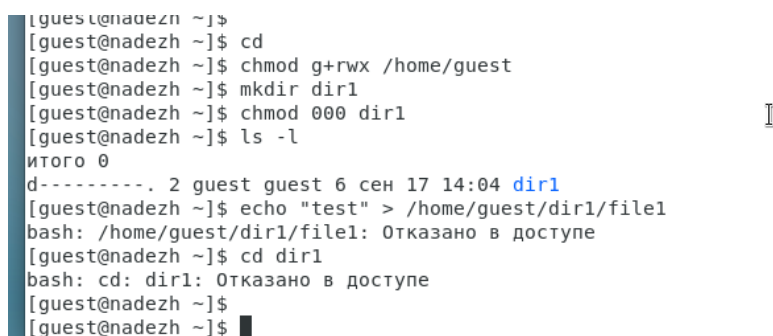 [guest@nadezh ~]$
[guest@nadezh ~]$ cd
[guest@nadezh ~]$ chmod g+rwx /home/guest
[guest@nadezh ~]$ mkdir dir1
[guest@nadezh ~]$ chmod 000 dir1
[guest@nadezh ~]$ ls -l
итого 0
d---------. 2 guest guest 6 сен 17 14:04 dir1
[guest@nadezh ~]$ echo "test" > /home/guest/dir1/file1
bash: /home/guest/dir1/file1: Отказано в доступе
[guest@nadezh ~]$ cd dir1
bash: cd: dir1: Отказано в доступе
[guest@nadezh ~]$
[guest@nadezh ~]$